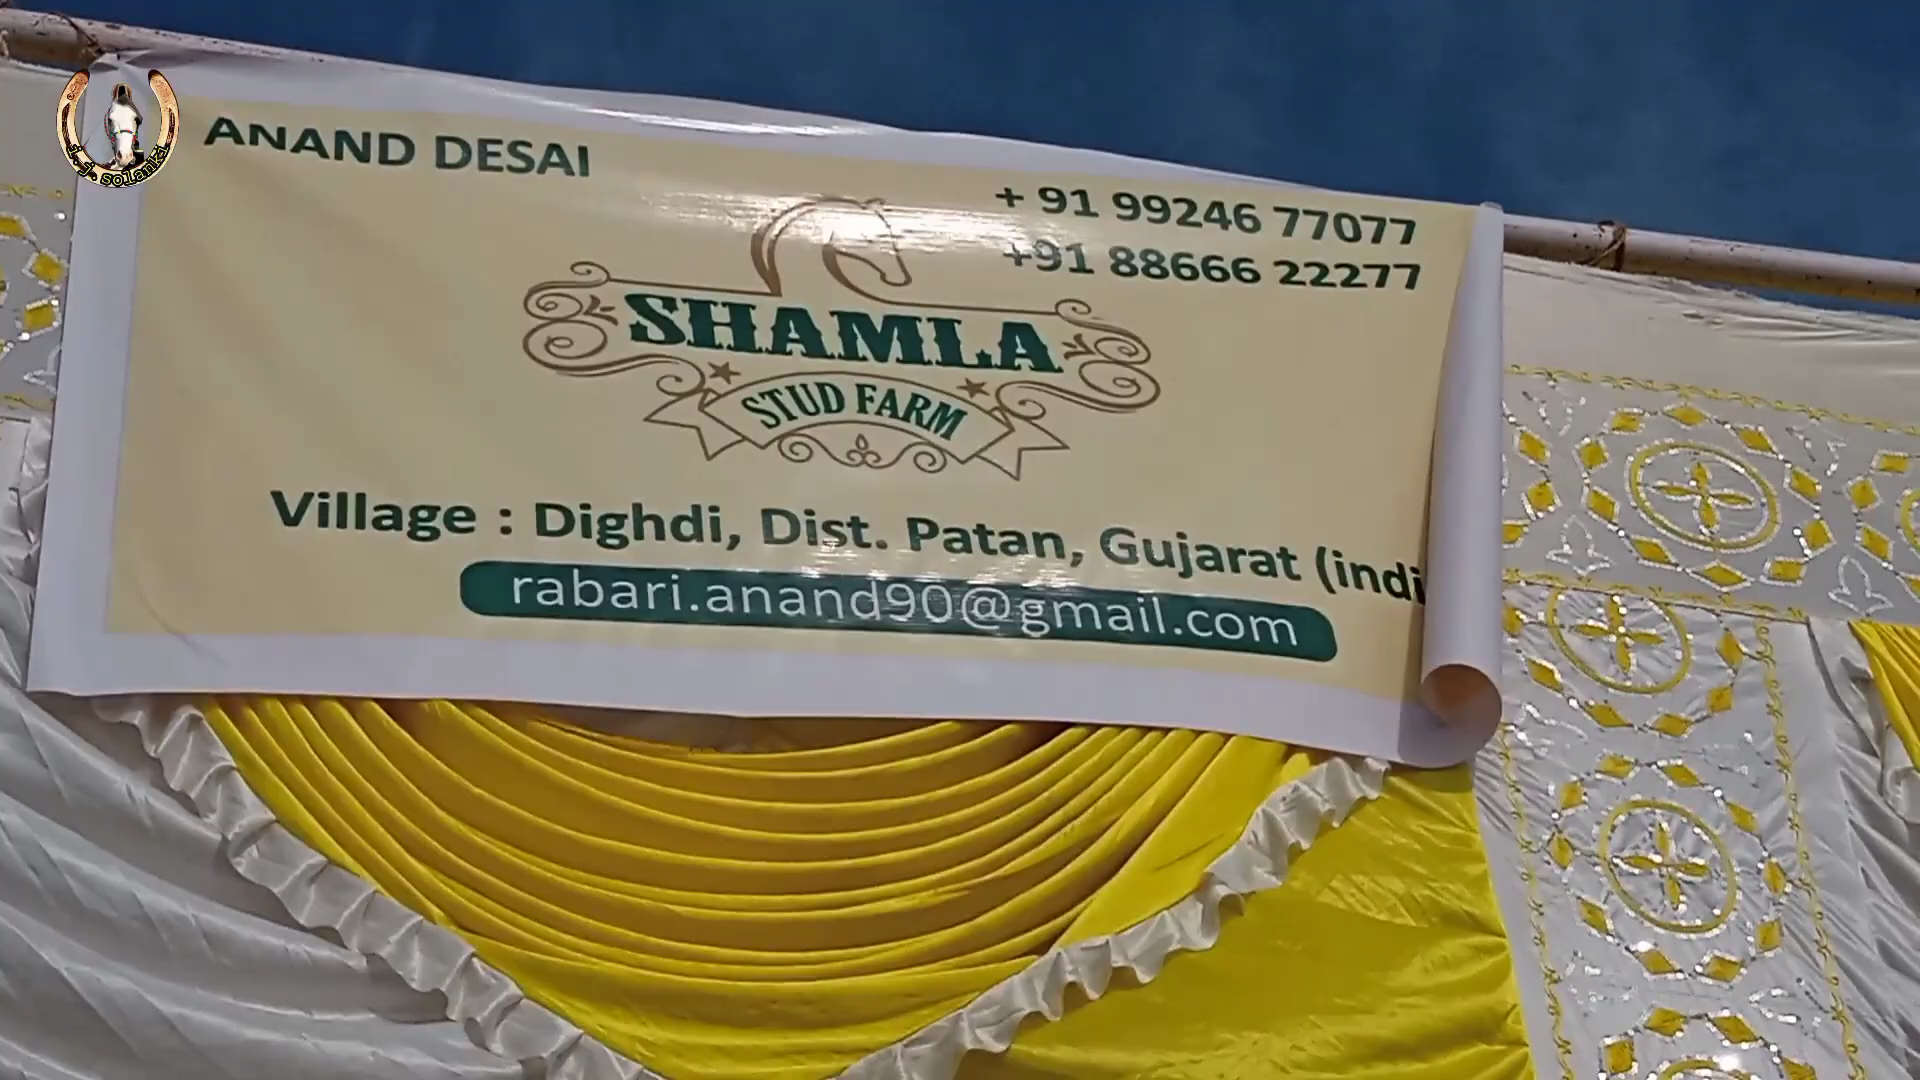 i.j. solanki
ANAND DESAI
+ 91 99246 77077
+91 88666 22277
SHAMLA
STUD FARM
Village : Dighdi, Dist. Patan, Gujarat (indi
rabari.anand90@gmail.com